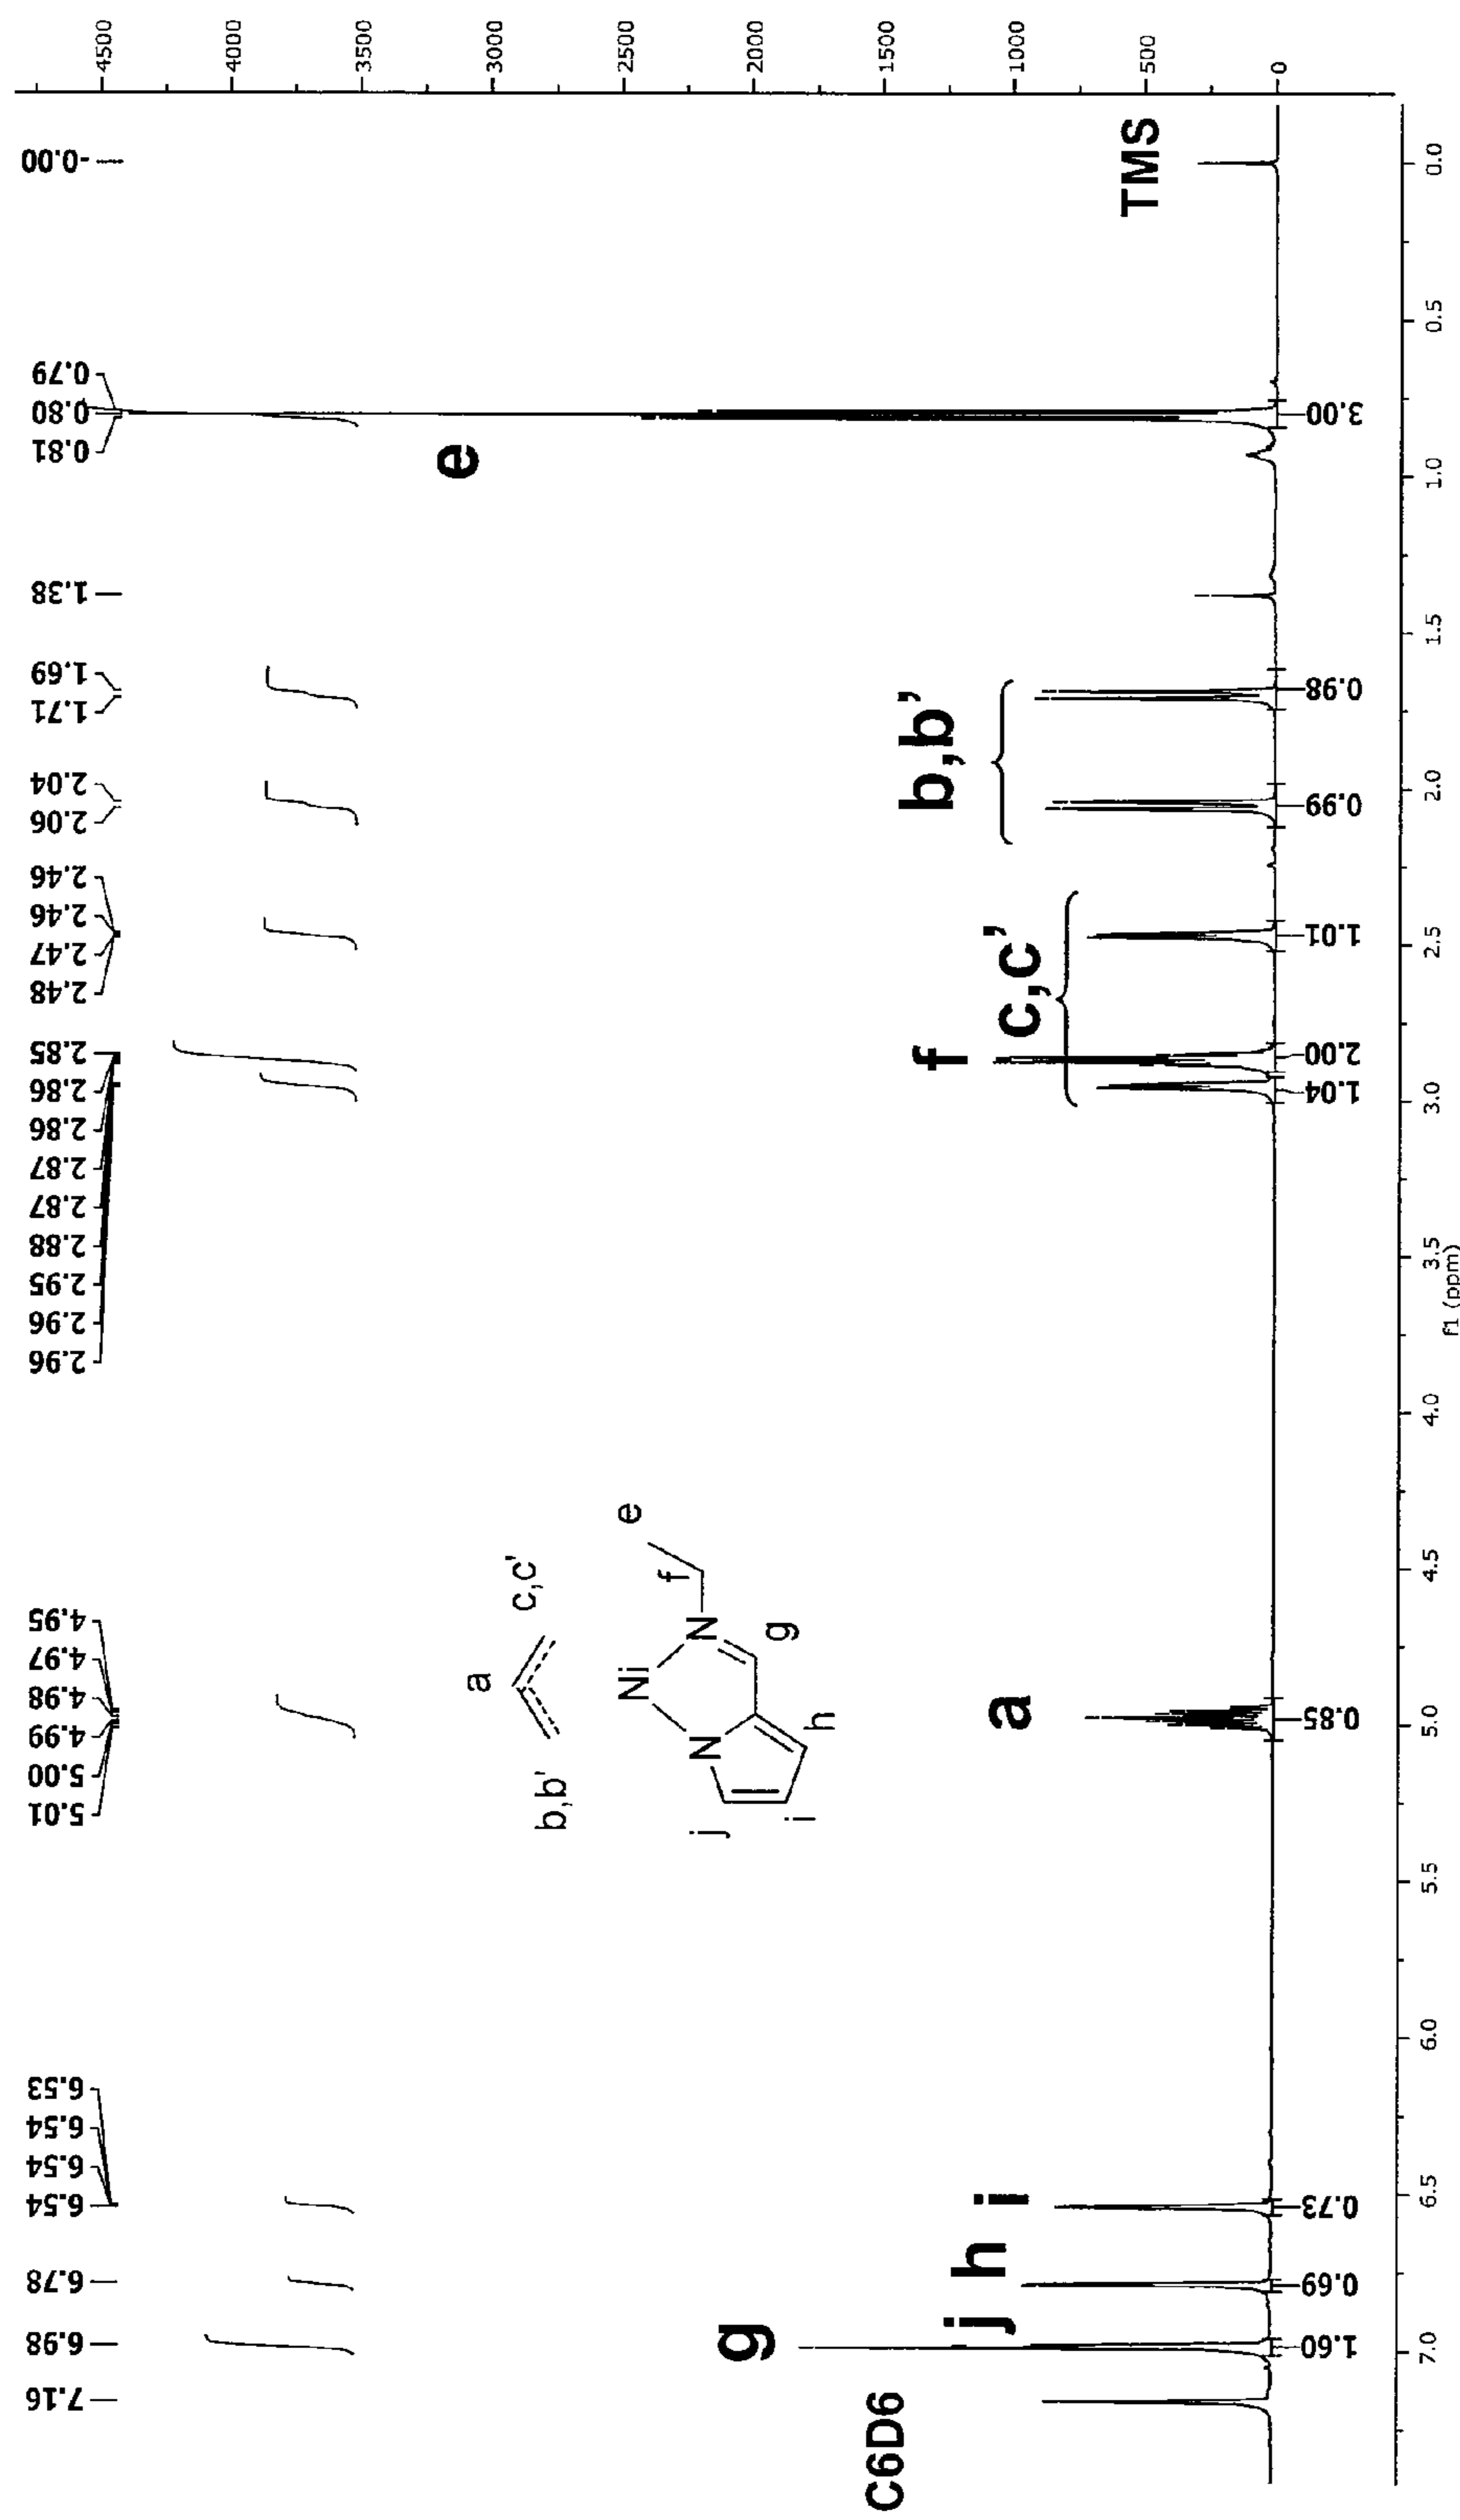 7.16
6.98
6.78
6.54
6.54
6.54
6.53
5.01
5.00
4.99
4.98
4.97
4.95
2.96
2.96
2.95
2.88
2.87
2.87
2.86
2.86
2.85
2.48
2.47
2.46
2.46
2.06
2.04
1.71
1.69
1.38
0.81
0.80
0.79
-0.00
4500
4000
3500
3000
2500
2000
1500
1000
500
0
a
b,b'
c,c'
Ni
N
N
e
f
g
h
i
j
C6D6
g
j
h
i
a
f
c,c'
b,b'
e
TMS
1.60
0.69
0.73
0.85
1.04
2.00
1.01
0.99
0.98
3.00
7.0
6.5
6.0
5.5
5.0
4.5
4.0
3.5
3.0
2.5
2.0
1.5
1.0
0.5
0.0
f1 (ppm)